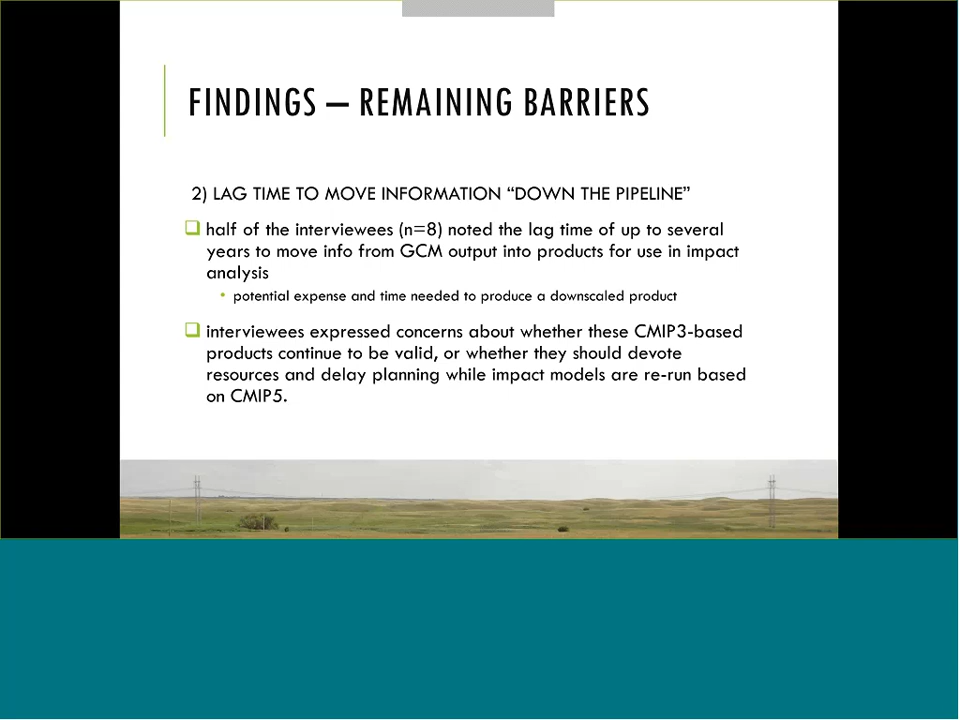 FINDINGS – REMAINING BARRIERS
2) LAG TIME TO MOVE INFORMATION “DOWN THE PIPELINE”
half of the interviewees (n=8) noted the lag time of up to several
years to move info from GCM output into products for use in impact
analysis
• potential expense and time needed to produce a downscaled product
interviewees expressed concerns about whether these CMIP3-based
products continue to be valid, or whether they should devote
resources and delay planning while impact models are re-run based
on CMIP5.